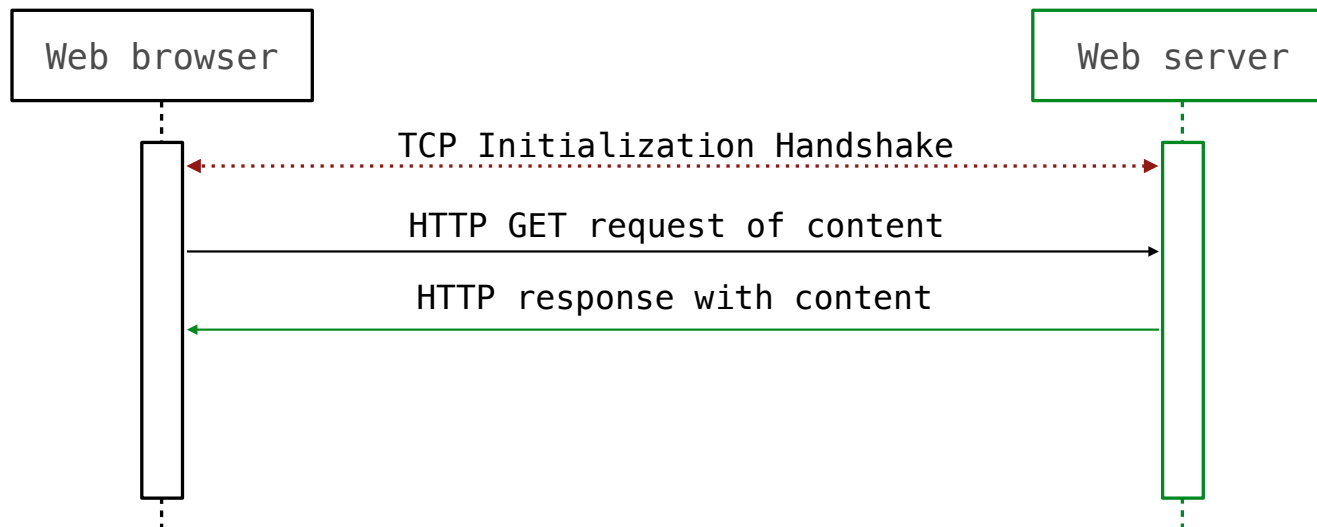 Web browser
Web server
TCP Initialization Handshake
HTTP GET request of content
HTTP response with content